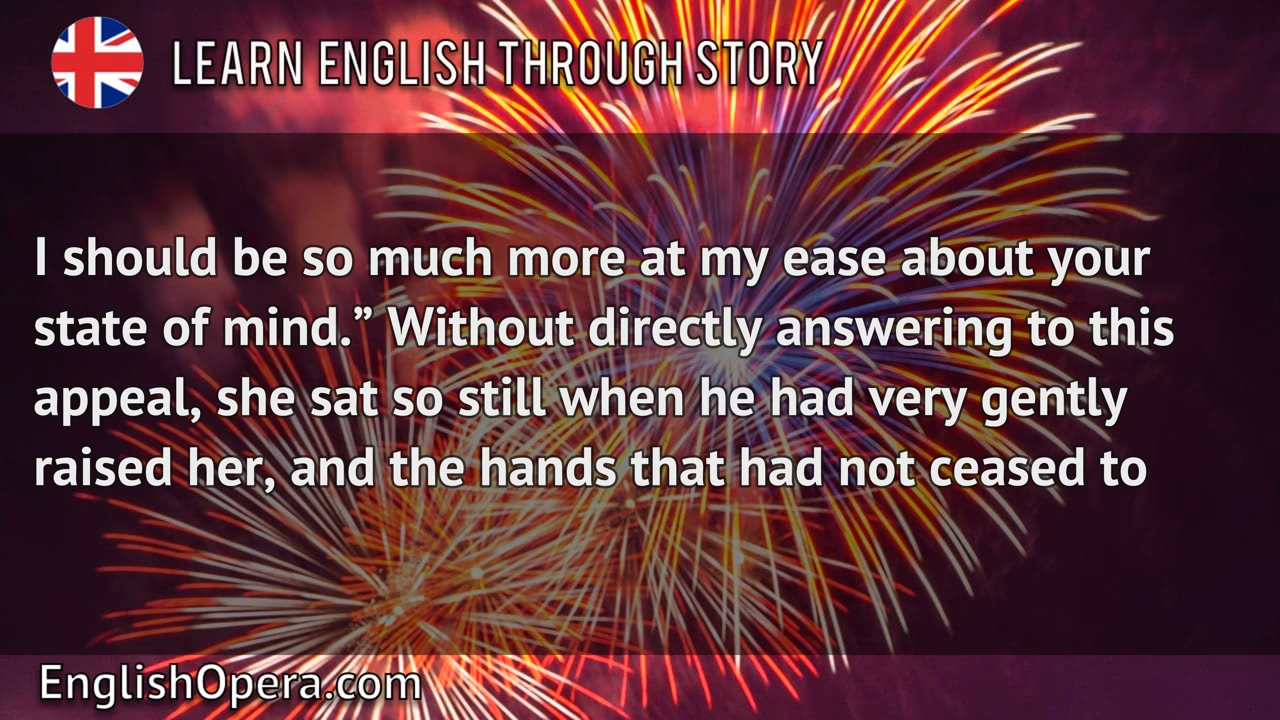 LEARN ENGLISH THROUGH STORY
I should be so much more at my ease about your
state of mind.” Without directly answering to this
appeal, she sat so still when he had very gently
raised her, and the hands that had not ceased to
EnglishOpera.com